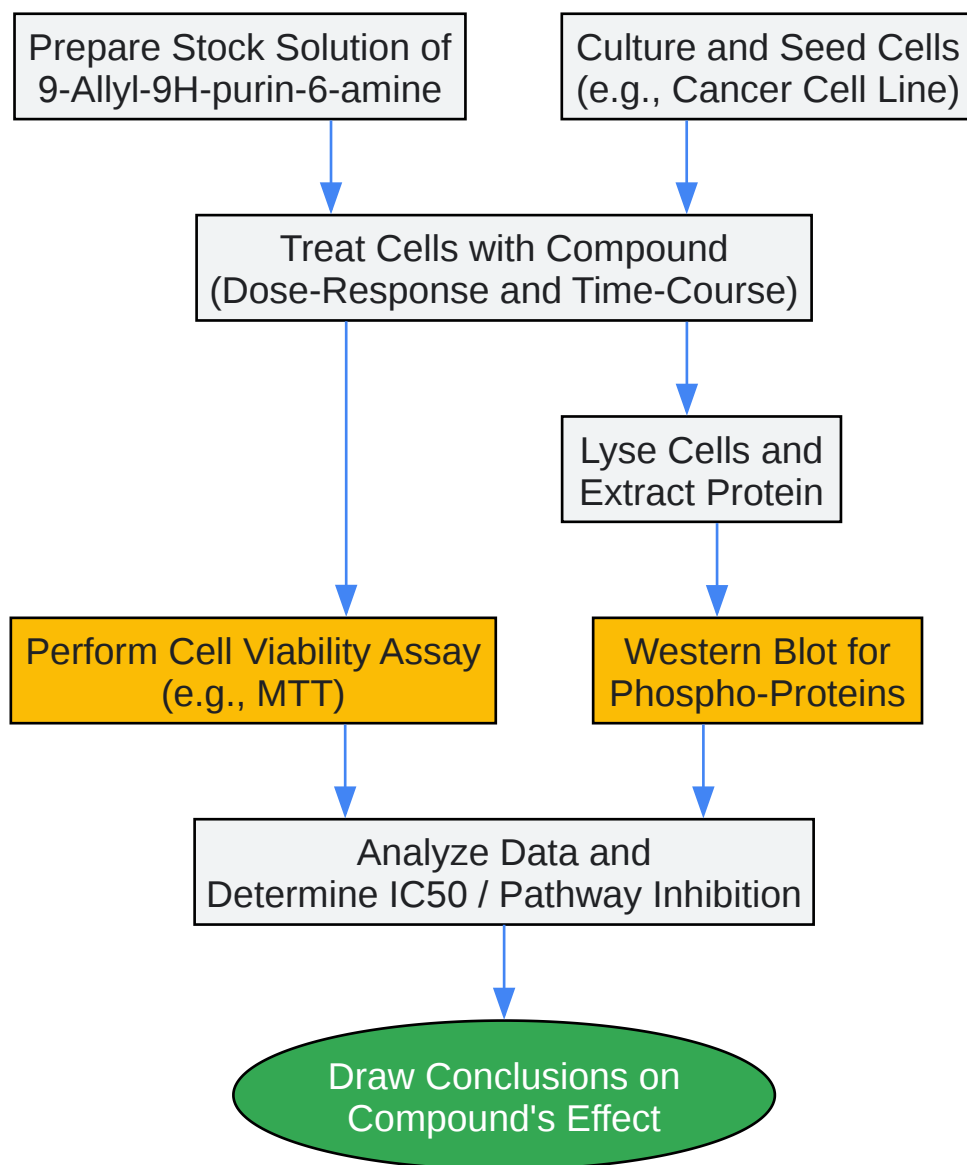 Prepare Stock Solution of
9-Allyl-9H-purin-6-amine
Culture and Seed Cells
(e.g., Cancer Cell Line)
Treat Cells with Compound
(Dose-Response and Time-Course)
Lyse Cells and
Extract Protein
Perform Cell Viability Assay
(e.g., MTT)
Western Blot for
Phospho-Proteins
Analyze Data and
Determine IC50 / Pathway Inhibition
Draw Conclusions on
Compound's Effect